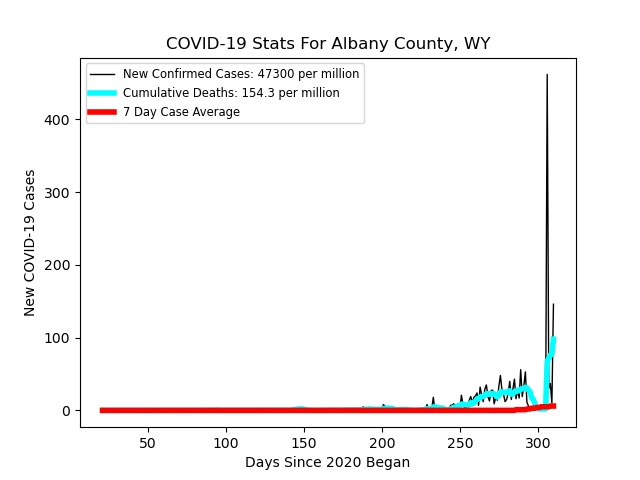 COVID-19 Stats For Albany County, WY
New Confirmed Cases: 47300 per million
Cumulative Deaths: 154.3 per million
7 Day Case Average
New COVID-19 Cases
400
300
200
100
0
50 100 150 200 250 300
Days Since 2020 Began